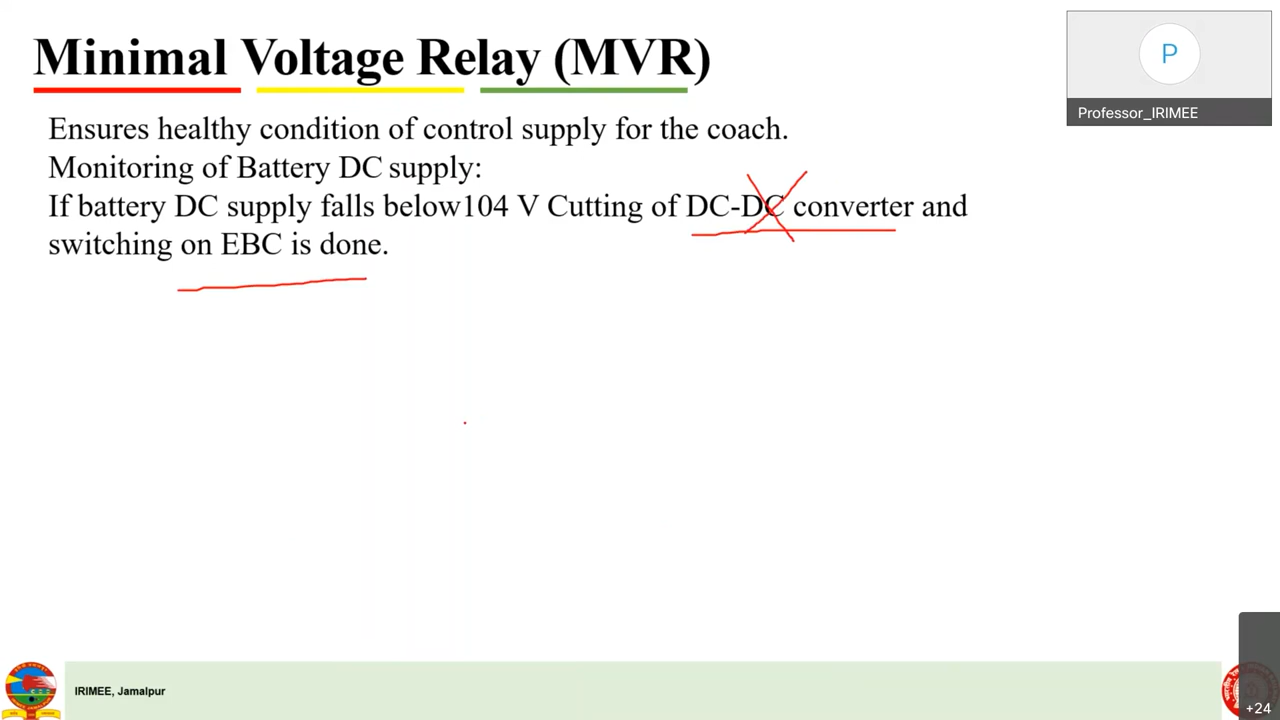 Minimal Voltage Relay (MVR)
P
Professor_IRIMEE
Ensures healthy condition of control supply for the coach.
Monitoring of Battery DC supply:
If battery DC supply falls below104 V Cutting of DC-DC converter and
switching on EBC is done.
IRIMEE, Jamalpur
+24